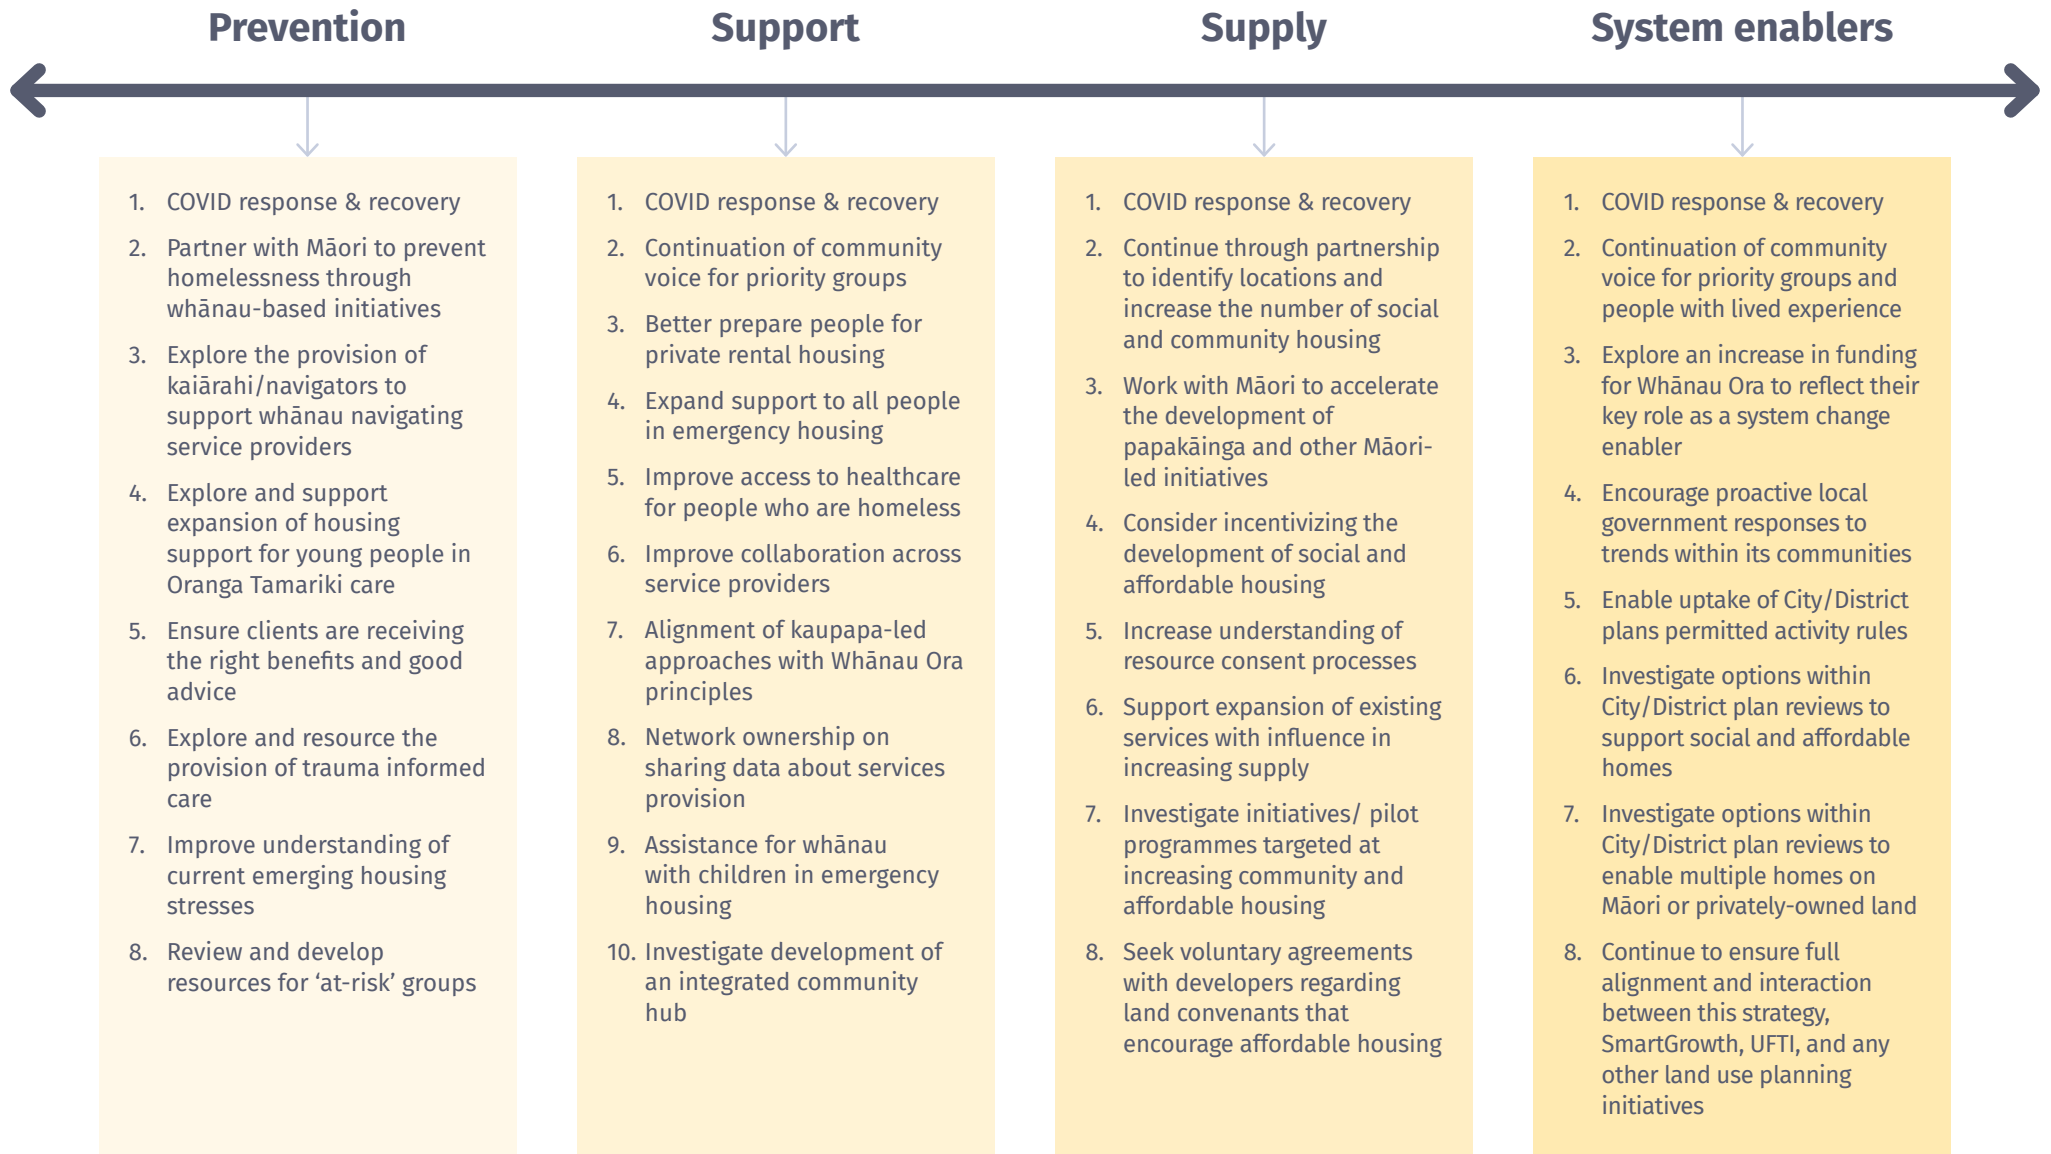 Prevention
1. COVID response & recovery
2. Partner with Māori to prevent
homelessness through
whānau-based initiatives
3. Explore the provision of
kaiārahi/navigators to
support whānau navigating
service providers
4. Explore and support
expansion of housing
support for young people in
Oranga Tamariki care
5. Ensure clients are receiving
the right benefits and good
advice
6. Explore and resource the
provision of trauma informed
care
7. Improve understanding of
current emerging housing
stresses
8. Review and develop
resources for ‘at-risk’ groups
Support
1. COVID response & recovery
2. Continuation of community
voice for priority groups
3. Better prepare people for
private rental housing
4. Expand support to all people
in emergency housing
5. Improve access to healthcare
for people who are homeless
6. Improve collaboration across
service providers
7. Alignment of kaupapa-led
approaches with Whānau Ora
principles
8. Network ownership on
sharing data about services
provision
9. Assistance for whānau
with children in emergency
housing
10. Investigate development of
an integrated community
hub
Supply
1. COVID response & recovery
2. Continue through partnership
to identify locations and
increase the number of social
and community housing
3. Work with Māori to accelerate
the development of
papakāinga and other Māori-
led initiatives
4. Consider incentivizing the
development of social and
affordable housing
5. Increase understanding of
resource consent processes
6. Support expansion of existing
services with influence in
increasing supply
7. Investigate initiatives/ pilot
programmes targeted at
increasing community and
affordable housing
8. Seek voluntary agreements
with developers regarding
land convenants that
encourage affordable housing
System enablers
1. COVID response & recovery
2. Continuation of community
voice for priority groups and
people with lived experience
3. Explore an increase in funding
for Whānau Ora to reflect their
key role as a system change
enabler
4. Encourage proactive local
government responses to
trends within its communities
5. Enable uptake of City/District
plans permitted activity rules
6. Investigate options within
City/District plan reviews to
support social and affordable
homes
7. Investigate options within
City/District plan reviews to
enable multiple homes on
Māori or privately-owned land
8. Continue to ensure full
alignment and interaction
between this strategy,
SmartGrowth, UFTI, and any
other land use planning
initiatives